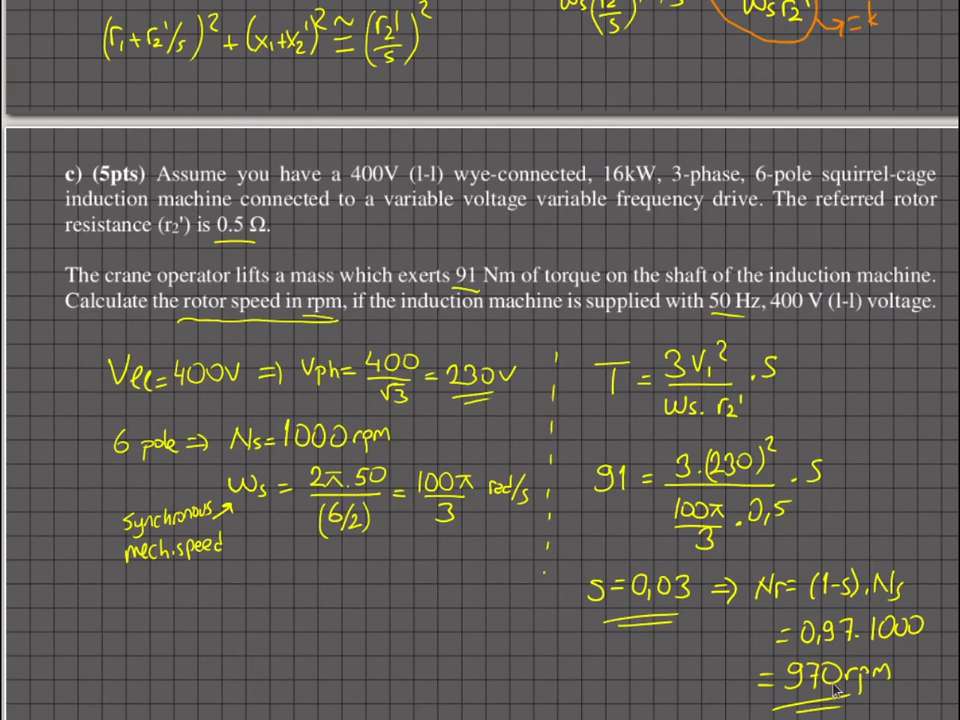 (r₁+r₂'/s)² + (x₁+x₂')² ≃ (r₂'/s)²
ws r₂' = k
c) (5pts) Assume you have a 400V (l-l) wye-connected, 16kW, 3-phase, 6-pole squirrel-cage
induction machine connected to a variable voltage variable frequency drive. The referred rotor
resistance (r₂') is 0.5 Ω.
The crane operator lifts a mass which exerts 91 Nm of torque on the shaft of the induction machine.
Calculate the rotor speed in rpm, if the induction machine is supplied with 50 Hz, 400 V (l-l) voltage.
Vll=400V => Vph= 400/√3 = 230V
6 pole => Ns=1000rpm
ws = 2π.50/(6/2) = 100π/3 rad/s
synchronous
mech.speed
T = 3V₁²/(ws. r₂') . s
91 = 3.(230)²/(100π/3 . 0,5) . s
s=0,03 => Nr= (1-s).Ns
= 0,97. 1000
= 970rpm